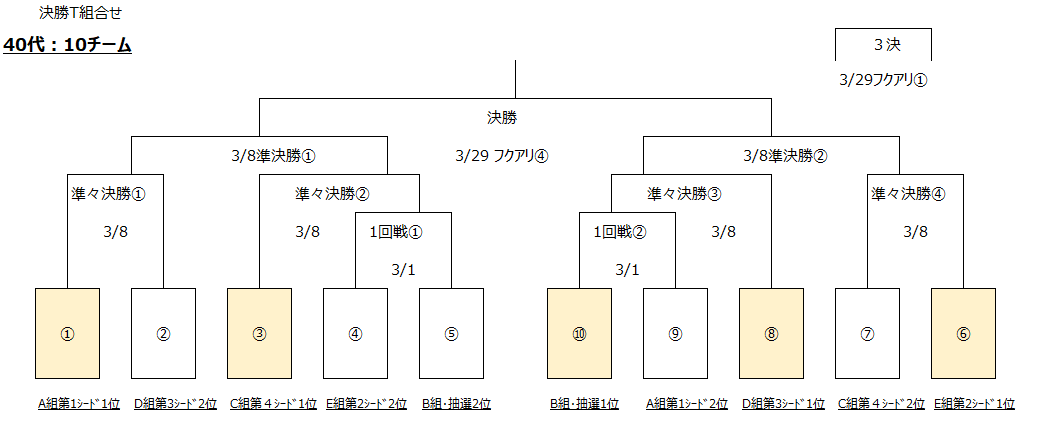 決勝T組合せ
40代：10チーム
３決
3/29フクアリ①
決勝
3/8準決勝①
3/29 フクアリ④
3/8準決勝②
準々決勝①
準々決勝②
準々決勝③
準々決勝④
3/8
3/8
1回戦①
1回戦②
3/8
3/8
3/1
3/1
①
②
③
④
⑤
⑩
⑨
⑧
⑦
⑥
A組第1ｼｰﾄﾞ1位
D組第3ｼｰﾄﾞ2位
C組第４ｼｰﾄﾞ1位
E組第2ｼｰﾄﾞ2位
B組･抽選2位
B組･抽選1位
A組第1ｼｰﾄﾞ2位
D組第3ｼｰﾄﾞ1位
C組第４ｼｰﾄﾞ2位
E組第2ｼｰﾄﾞ1位